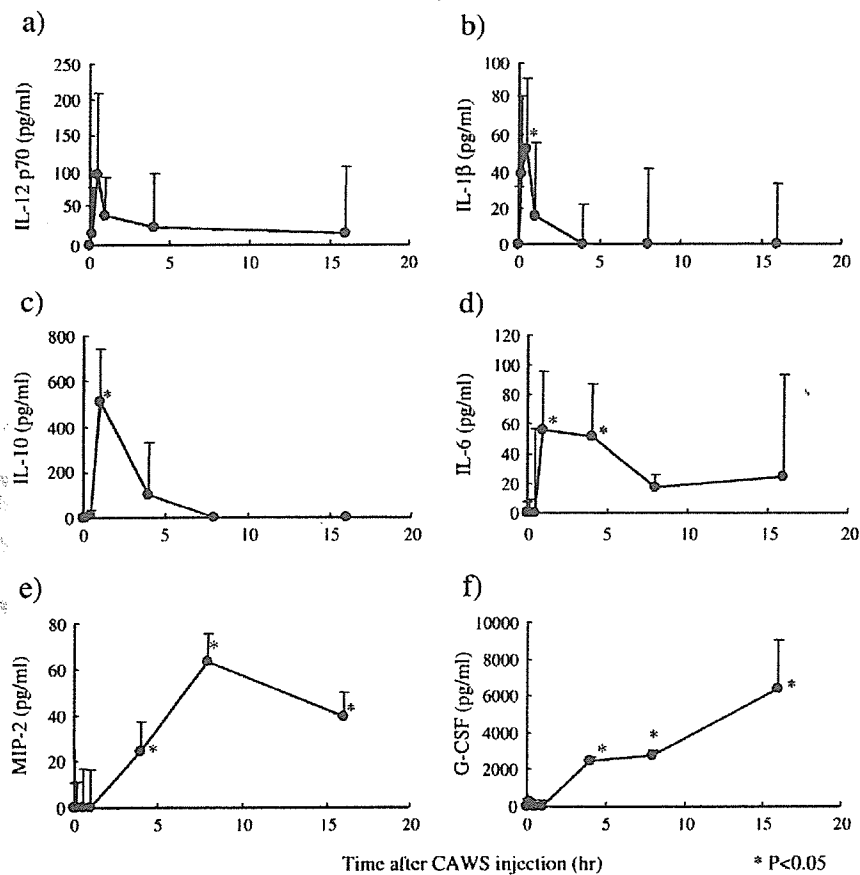 a)
IL-12 p70 (pg/ml)
250
200
150
100
50
0
0 5 10 15 20
b)
IL-1β (pg/ml)
100
80
60
40
20
0
*
0 5 10 15 20
c)
IL-10 (pg/ml)
800
600
400
200
0
*
0 5 10 15 20
d)
IL-6 (pg/ml)
120
100
80
60
40
20
0
* *
0 5 10 15 20
e)
MIP-2 (pg/ml)
80
60
40
20
0
* * *
0 5 10 15 20
f)
G-CSF (pg/ml)
10000
8000
6000
4000
2000
0
* * *
0 5 10 15 20
Time after CAWS injection (hr)
* P<0.05